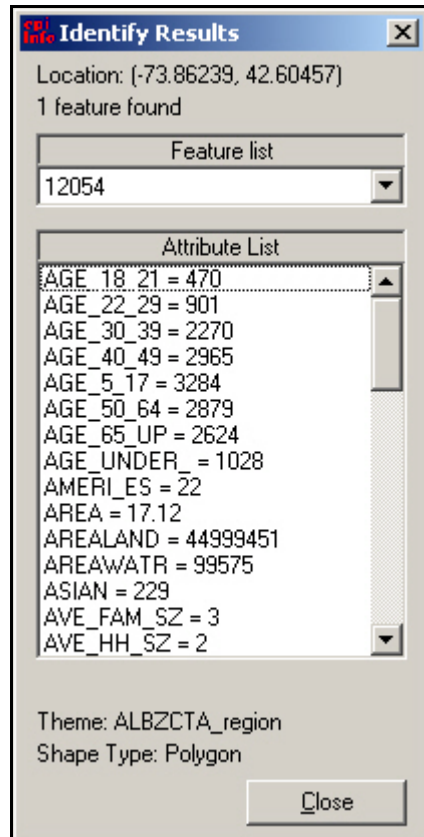 epi
info
Identify Results
Location: (-73.86239, 42.60457)
1 feature found
Feature list
12054
Attribute List
AGE_18_21 = 470
AGE_22_29 = 901
AGE_30_39 = 2270
AGE_40_49 = 2965
AGE_5_17 = 3284
AGE_50_64 = 2879
AGE_65_UP = 2624
AGE_UNDER_ = 1028
AMERI_ES = 22
AREA = 17.12
AREALAND = 44999451
AREAWATR = 99575
ASIAN = 229
AVE_FAM_SZ = 3
AVE_HH_SZ = 2
Theme: ALBZCTA_region
Shape Type: Polygon
Close